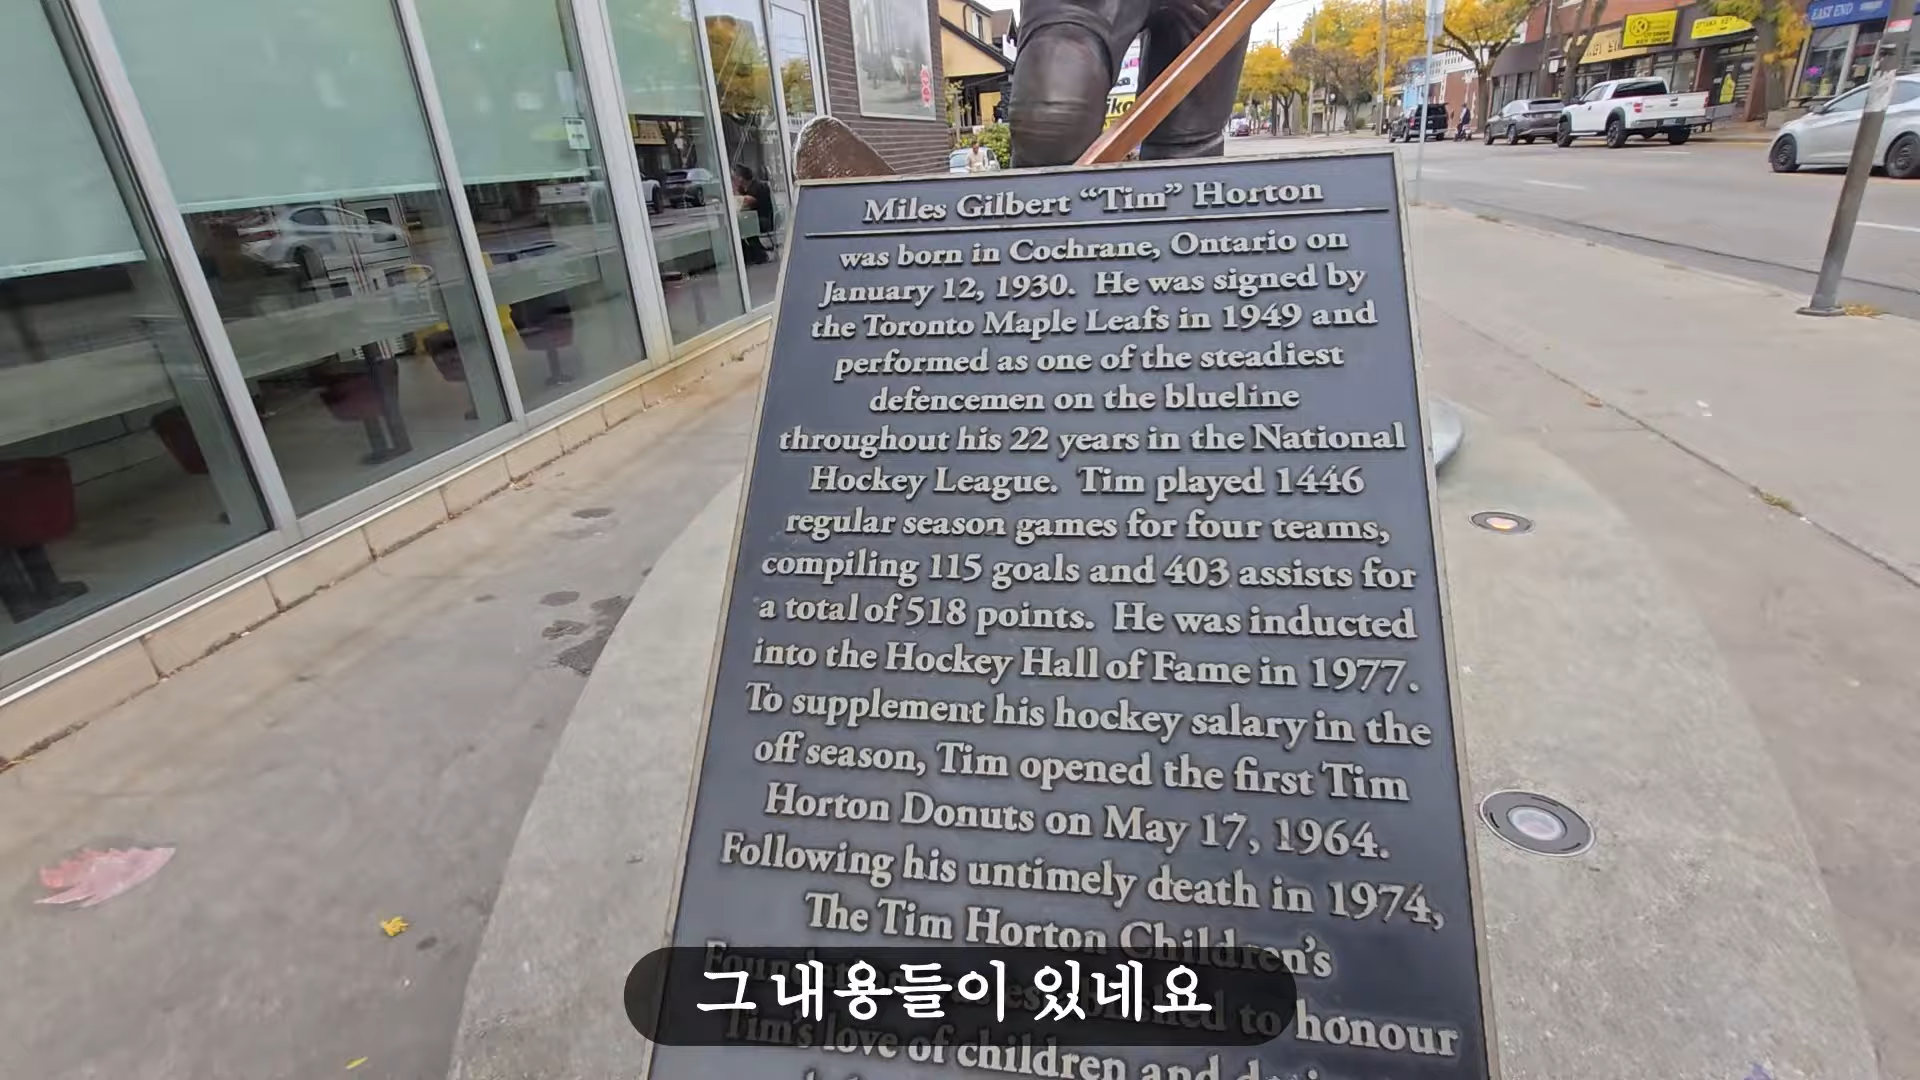 Miles Gilbert “Tim” Horton
was born in Cochrane, Ontario on
January 12, 1930. He was signed by
the Toronto Maple Leafs in 1949 and
performed as one of the steadiest
defencemen on the blueline
throughout his 22 years in the National
Hockey League. Tim played 1446
regular season games for four teams,
compiling 115 goals and 403 assists for
a total of 518 points. He was inducted
into the Hockey Hall of Fame in 1977.
To supplement his hockey salary in the
off season, Tim opened the first Tim
Horton Donuts on May 17, 1964.
Following his untimely death in 1974,
The Tim Horton Children’s
to honour
Tim’s love of children and
그 내용들이 있네요
EAST END